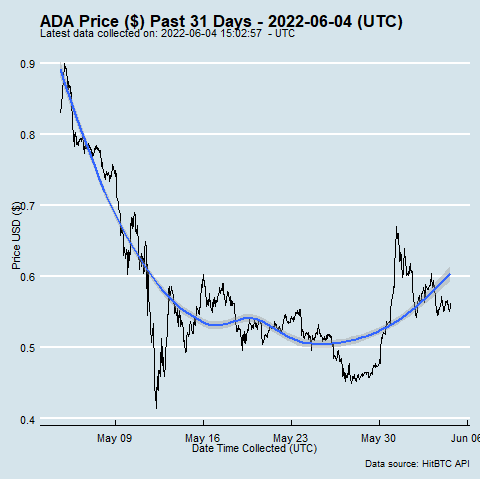 ADA Price ($) Past 31 Days - 2022-06-04 (UTC)
Latest data collected on: 2022-06-04 15:02:57  - UTC
Price USD ($)
0.9
0.8
0.7
0.6
0.5
0.4
May 09 May 16 May 23 May 30 Jun 06
Date Time Collected (UTC)
Data source: HitBTC API